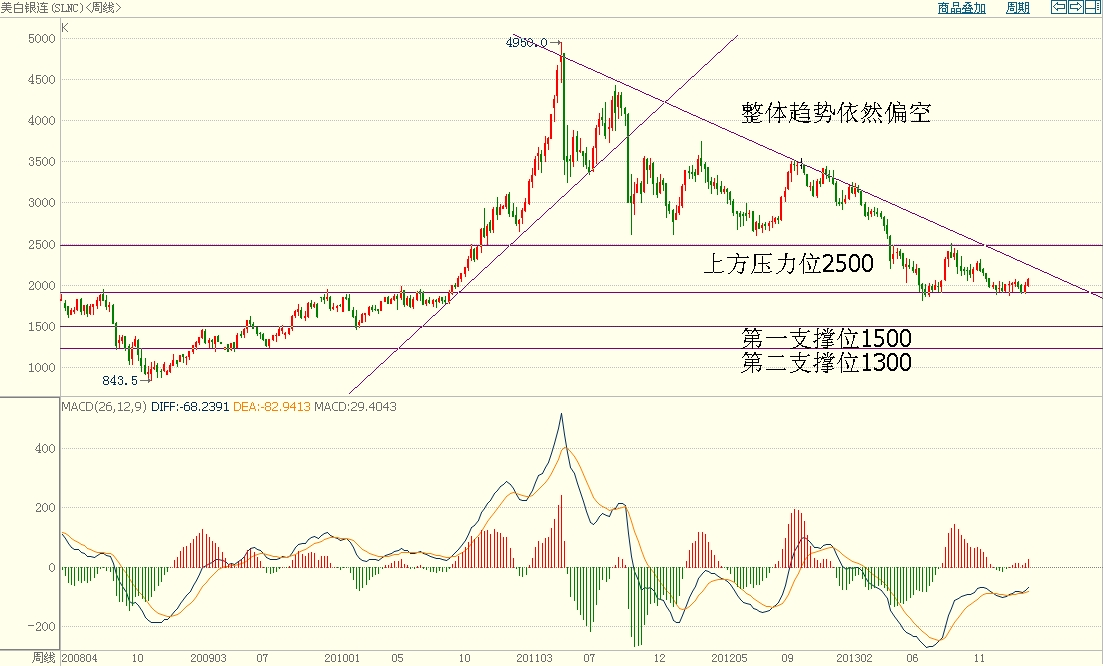 美白银连(SLNC)<周线>
商品叠加 周期
K
5000
4950.0
4500
整体趋势依然偏空
4000
3500
3000
2500
上方压力位2500
2000
1500
第一支撑位1500
第二支撑位1300
1000
843.5
MACD(26,12,9) DIFF:-68.2391 DEA:-82.9413 MACD:29.4043
400
200
0
-200
周线 200804 10 200903 07 201001 05 10 201103 07 12 201205 09 201302 06 11